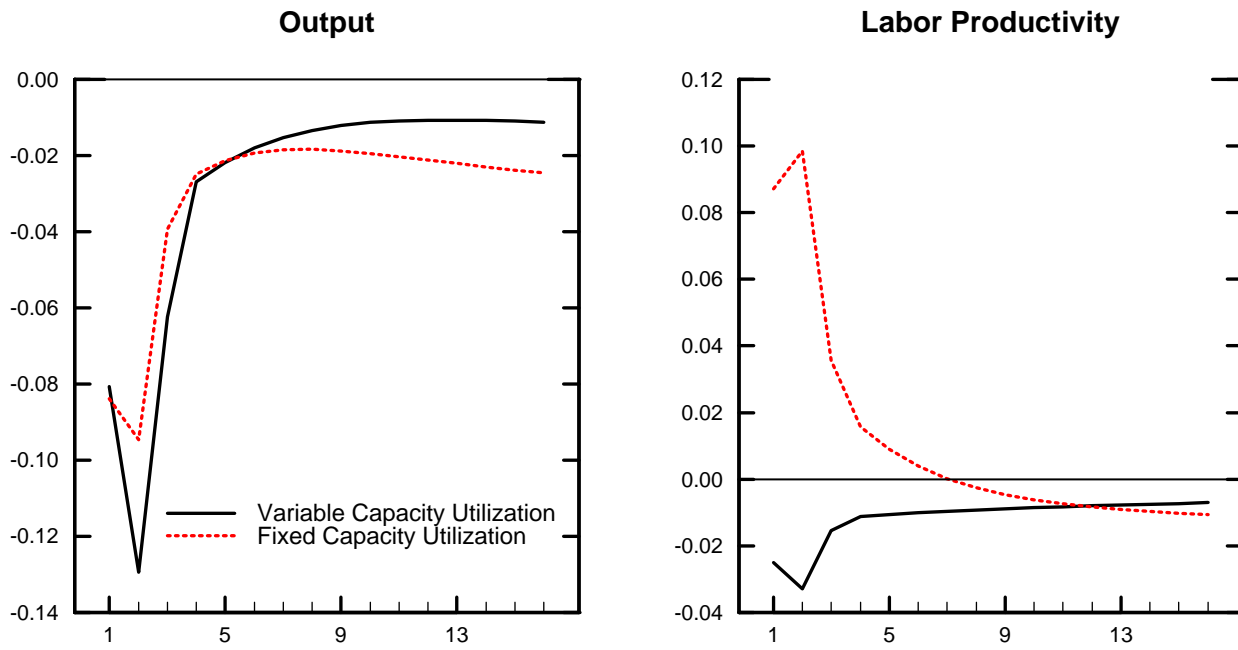 Output
0.00
-0.02
-0.04
-0.06
-0.08
-0.10
-0.12
-0.14
Variable Capacity Utilization
Fixed Capacity Utilization
1 5 9 13
Labor Productivity
0.12
0.10
0.08
0.06
0.04
0.02
0.00
-0.02
-0.04
1 5 9 13